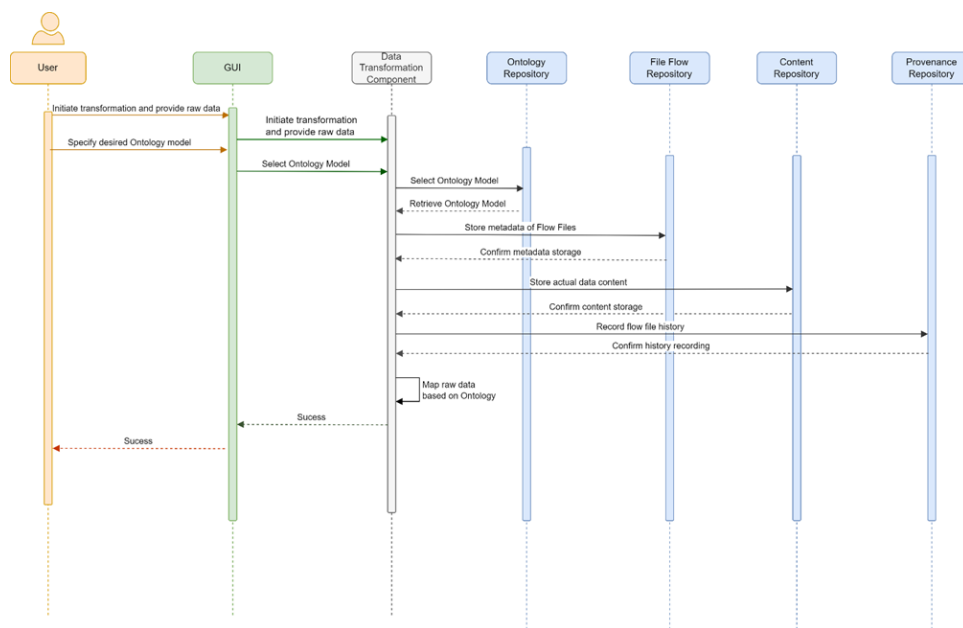 User
GUI
Data
Transformation
Component
Ontology
Repository
File Flow
Repository
Content
Repository
Provenance
Repository
Initiate transformation and provide raw data
Initiate transformation
and provide raw data
Specify desired Ontology model
Select Ontology Model
Select Ontology Model
Retrieve Ontology Model
Store metadata of Flow Files
Confirm metadata storage
Store actual data content
Confirm content storage
Record flow file history
Confirm history recording
Map raw data
based on Ontology
Sucess
Sucess